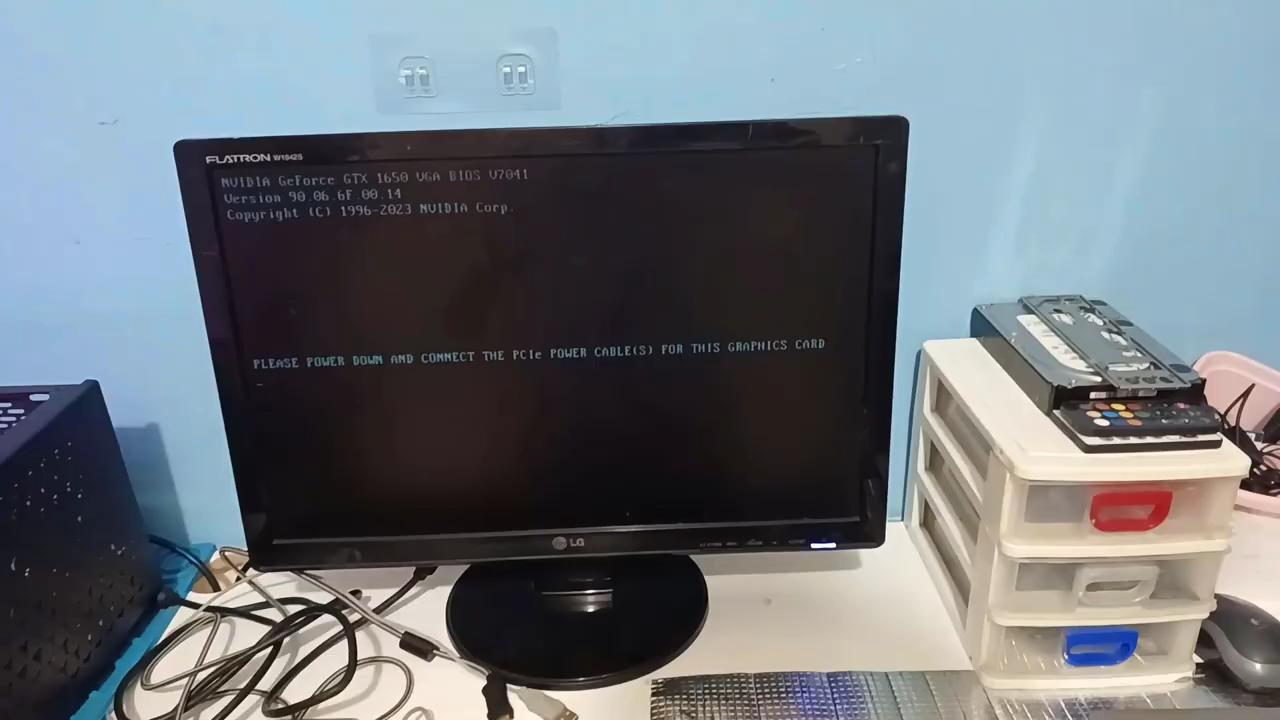 FLATRON W1942S
NVIDIA GeForce GTX 1650 VGA BIOS V7041
Version 90.06.6F.00.14
Copyright (C) 1996-2023 NVIDIA Corp.
PLEASE POWER DOWN AND CONNECT THE PCIe POWER CABLE(S) FOR THIS GRAPHICS CARD
_
LG